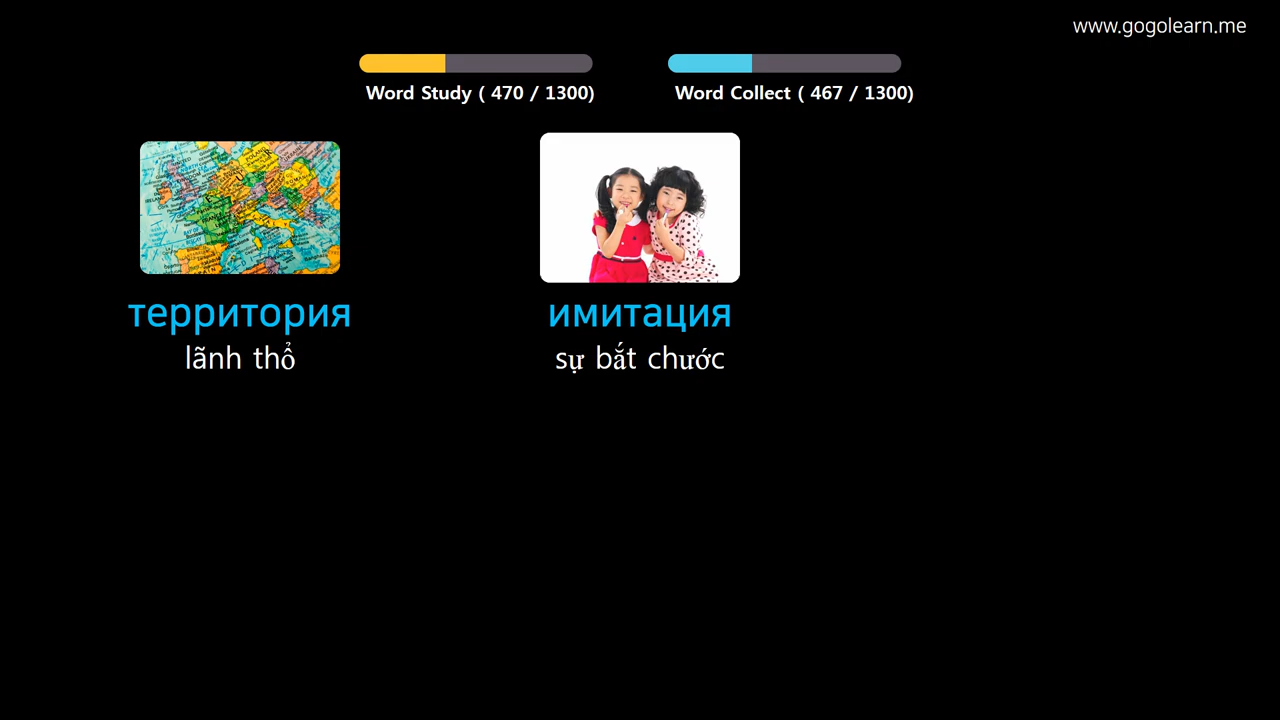 www.gogolearn.me
Word Study ( 470 / 1300)
Word Collect ( 467 / 1300)
территория
lãnh thổ
имитация
sự bắt chước